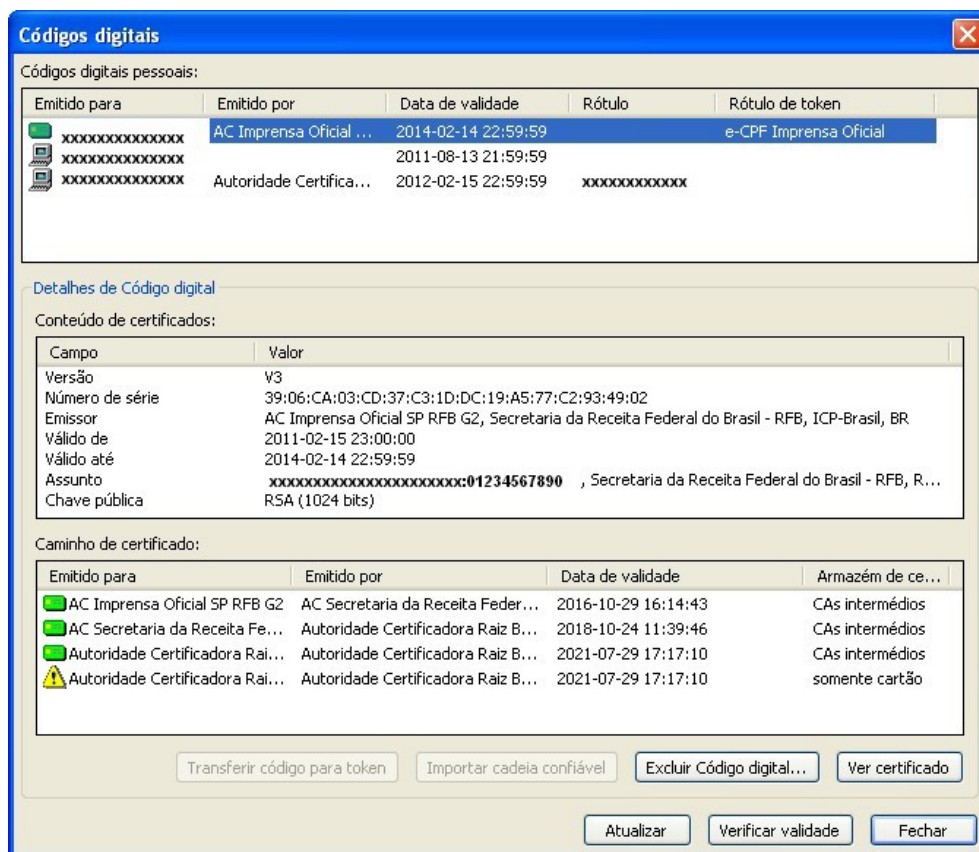 Códigos digitais
Códigos digitais pessoais:
Emitido para Emitido por Data de validade Rótulo Rótulo de token
xxxxxxxxxxxxxx AC Imprensa Oficial ... 2014-02-14 22:59:59 e-CPF Imprensa Oficial
xxxxxxxxxxxxxx 2011-08-13 21:59:59
xxxxxxxxxxxxxx Autoridade Certifica... 2012-02-15 22:59:59 xxxxxxxxxxxx
Detalhes de Código digital
Conteúdo de certificados:
Campo Valor
Versão V3
Número de série 39:06:CA:03:CD:37:C3:1D:DC:19:A5:77:C2:93:49:02
Emissor AC Imprensa Oficial SP RFB G2, Secretaria da Receita Federal do Brasil - RFB, ICP-Brasil, BR
Válido de 2011-02-15 23:00:00
Válido até 2014-02-14 22:59:59
Assunto xxxxxxxxxxxxxxxxxxxxxx:01234567890 , Secretaria da Receita Federal do Brasil - RFB, R...
Chave pública RSA (1024 bits)
Caminho de certificado:
Emitido para Emitido por Data de validade Armazém de ce...
AC Imprensa Oficial SP RFB G2 AC Secretaria da Receita Feder... 2016-10-29 16:14:43 CAs intermédios
AC Secretaria da Receita Fe... Autoridade Certificadora Raiz B... 2018-10-24 11:39:46 CAs intermédios
Autoridade Certificadora Rai... Autoridade Certificadora Raiz B... 2021-07-29 17:17:10 CAs intermédios
Autoridade Certificadora Rai... Autoridade Certificadora Raiz B... 2021-07-29 17:17:10 somente cartão
Transferir código para token Importar cadeia confiável Excluir Código digital... Ver certificado
Atualizar Verificar validade Fechar